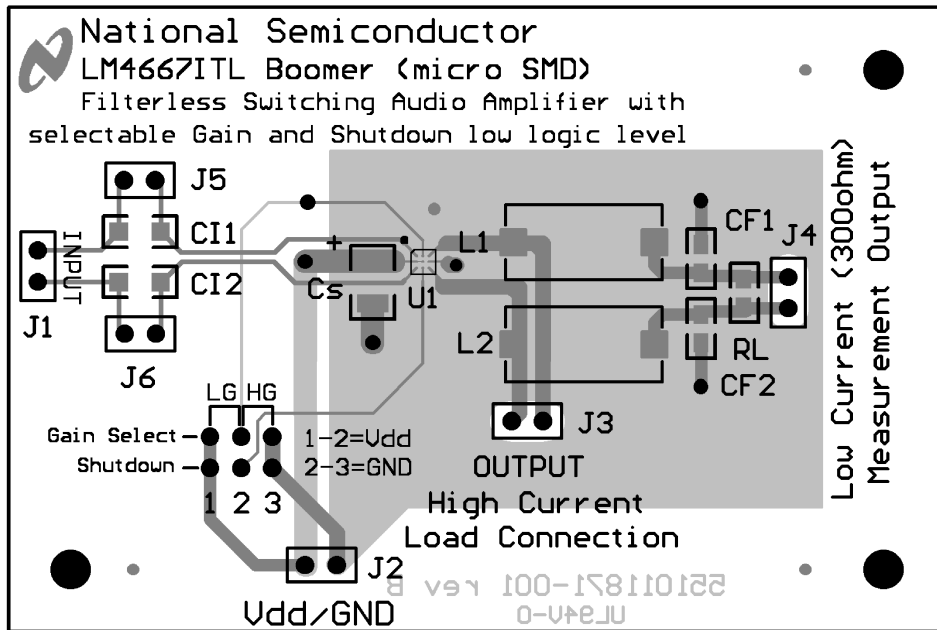 National Semiconductor
LM4667ITL Boomer (micro SMD)
Filterless Switching Audio Amplifier with
selectable Gain and Shutdown low logic level
J5
CI1
INPUT
CI2
J1
J6
+
Cs
U1
L1
L2
CF1
J4
RL
CF2
Low Current (300ohm)
Measurement Output
LG HG
Gain Select
1-2=Vdd
Shutdown
2-3=GND
1 2 3
J3
OUTPUT
High Current
Load Connection
J2
Vdd/GND
551011871-001 rev B
UL94V-0